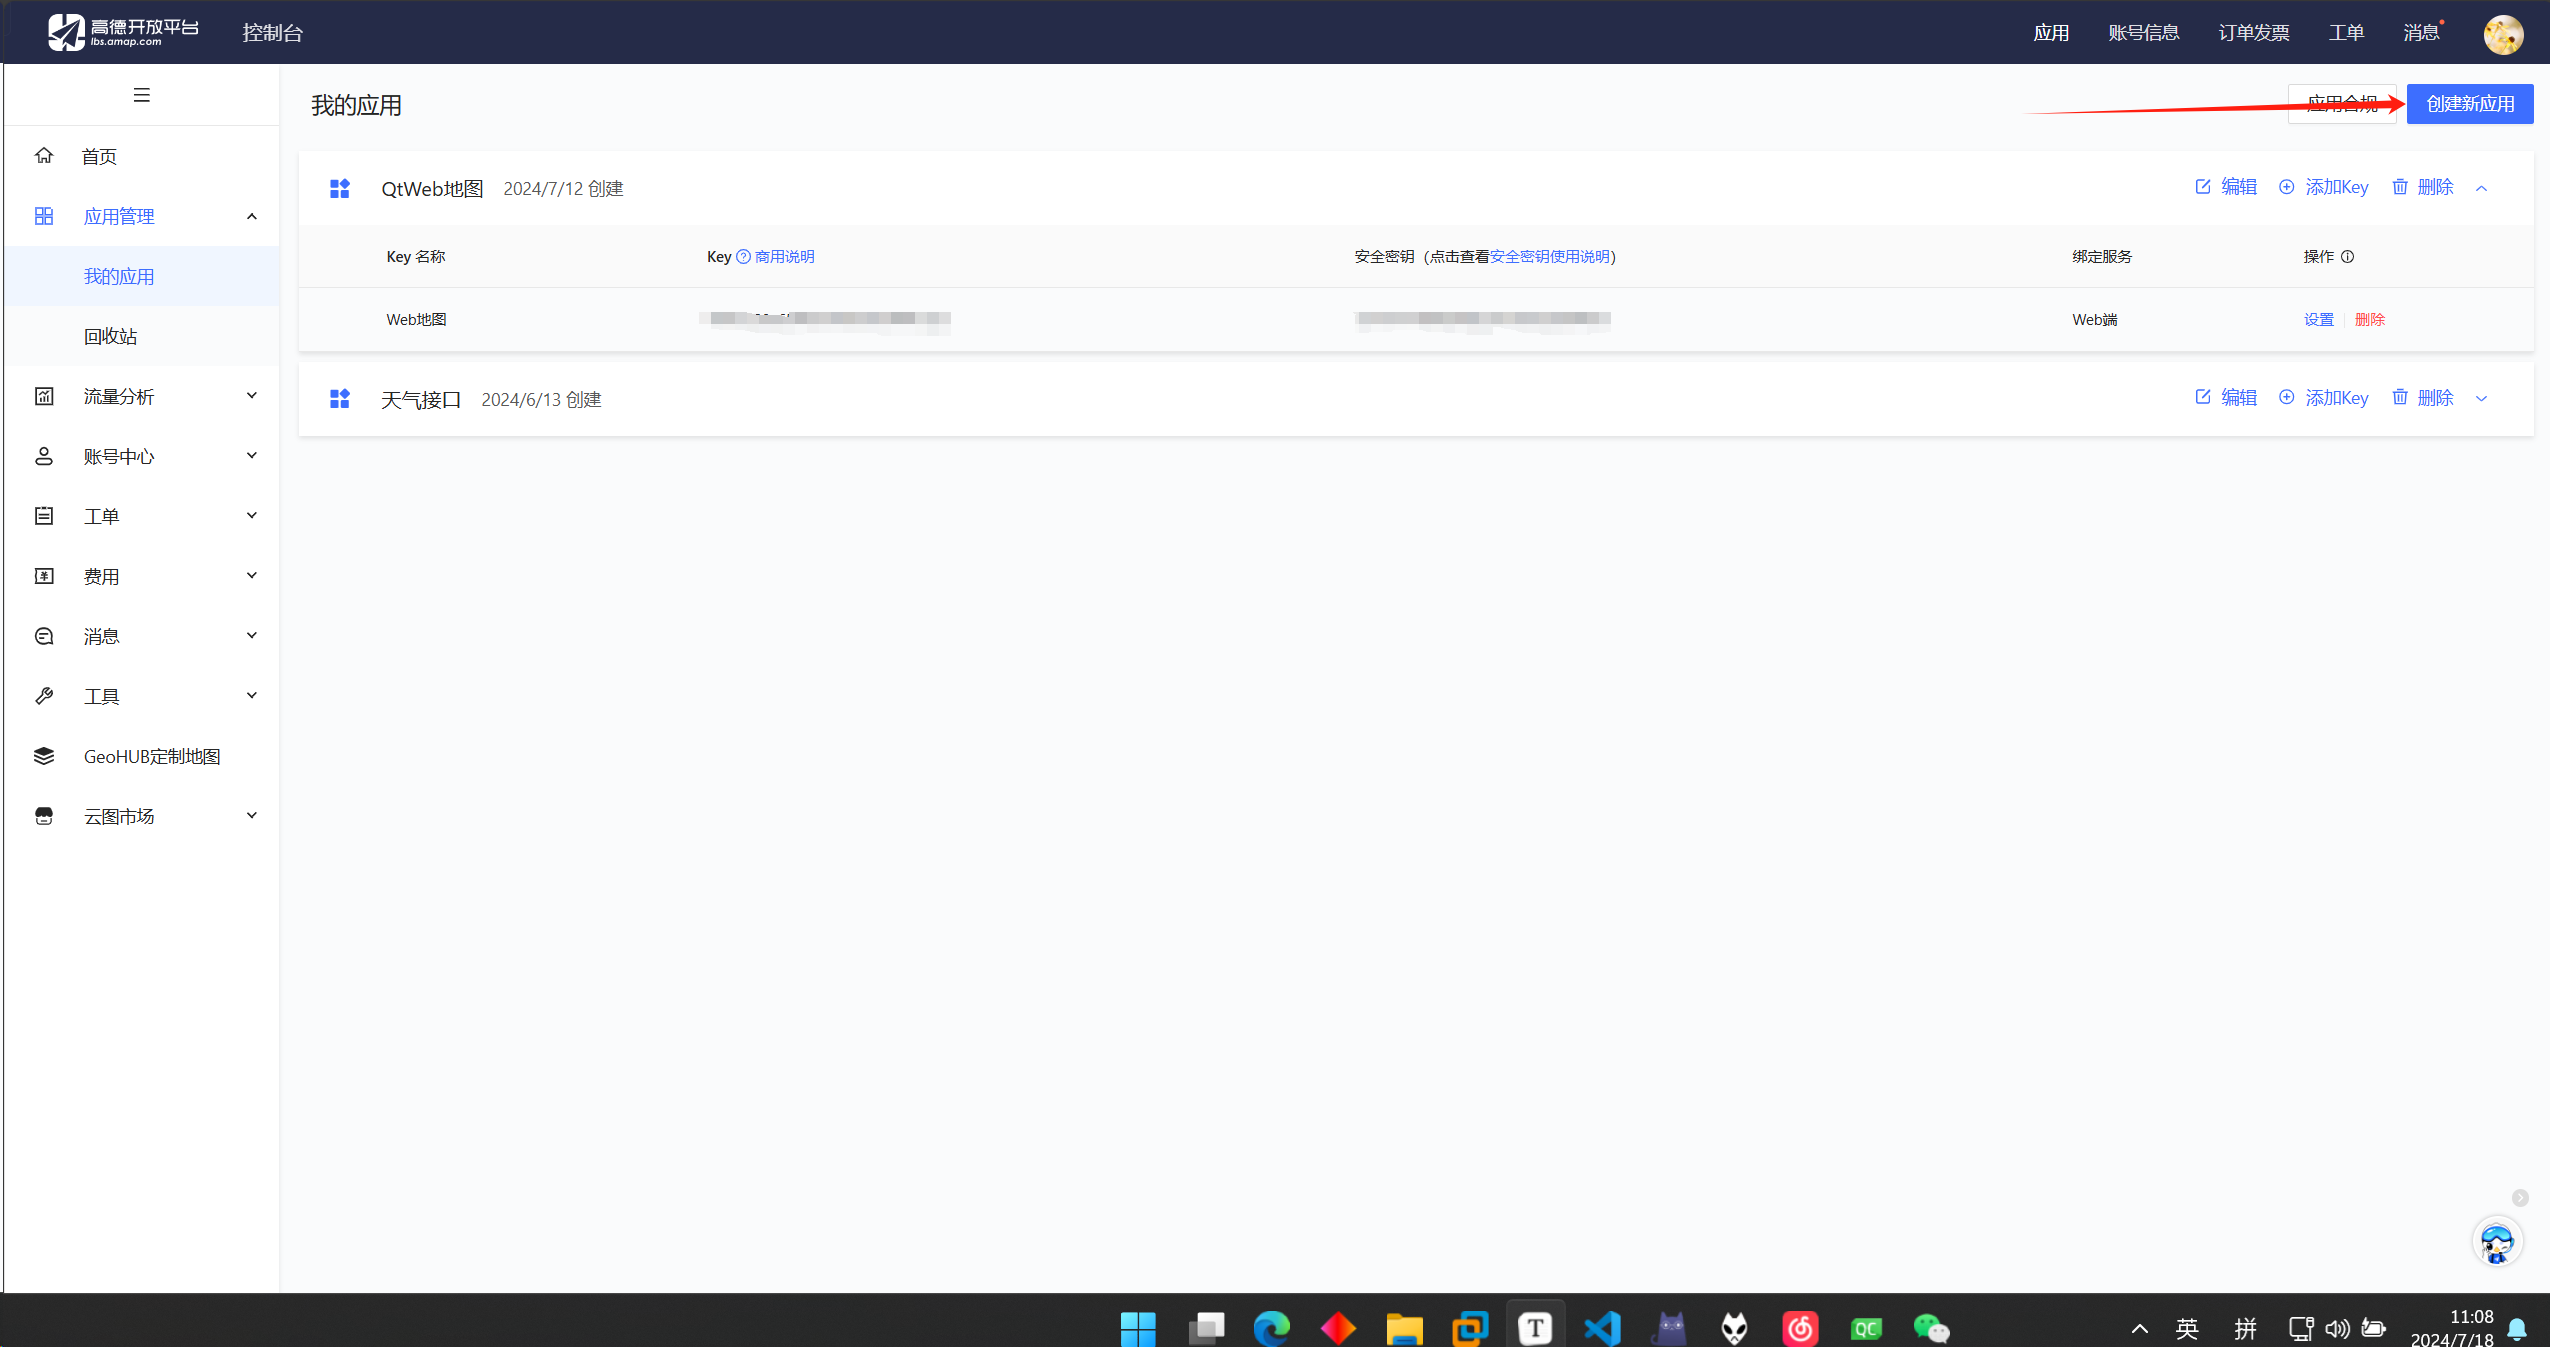 高德开放平台
lbs.amap.com
控制台
应用
账号信息
订单发票
工单
消息
首页
应用管理
我的应用
回收站
流量分析
账号中心
工单
费用
消息
工具
GeoHUB定制地图
云图市场
我的应用
应用合规
创建新应用
QtWeb地图 2024/7/12 创建
编辑 添加Key 删除
Key 名称 Key 商用说明 安全密钥（点击查看安全密钥使用说明） 绑定服务 操作
Web地图 Web端 设置 删除
天气接口 2024/6/13 创建
编辑 添加Key 删除
T
QC
英
拼
11:08
2024/7/18